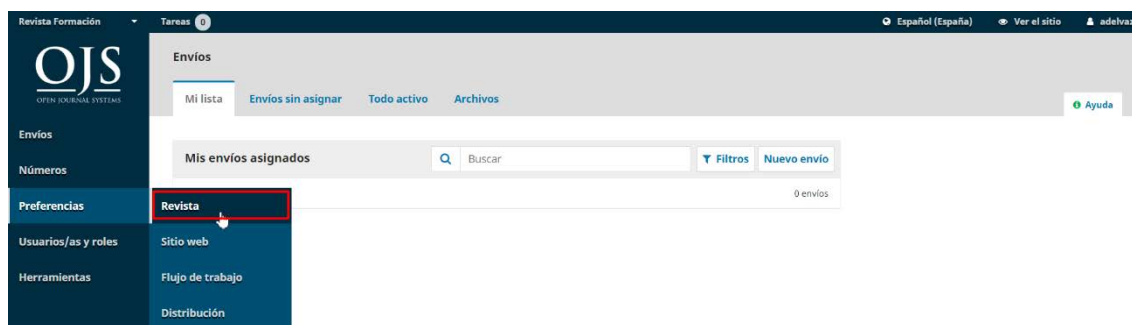 Revista Formación
Tareas 0
Español (España)
Ver el sitio
OJS
OPEN JOURNAL SYSTEMS
Envíos
Mi lista
Envíos sin asignar
Todo activo
Archivos
Ayuda
Envíos
Números
Preferencias
Usuarios/as y roles
Herramientas
Mis envíos asignados
Buscar
Filtros
Nuevo envío
0 envíos
Revista
Sitio web
Flujo de trabajo
Distribución